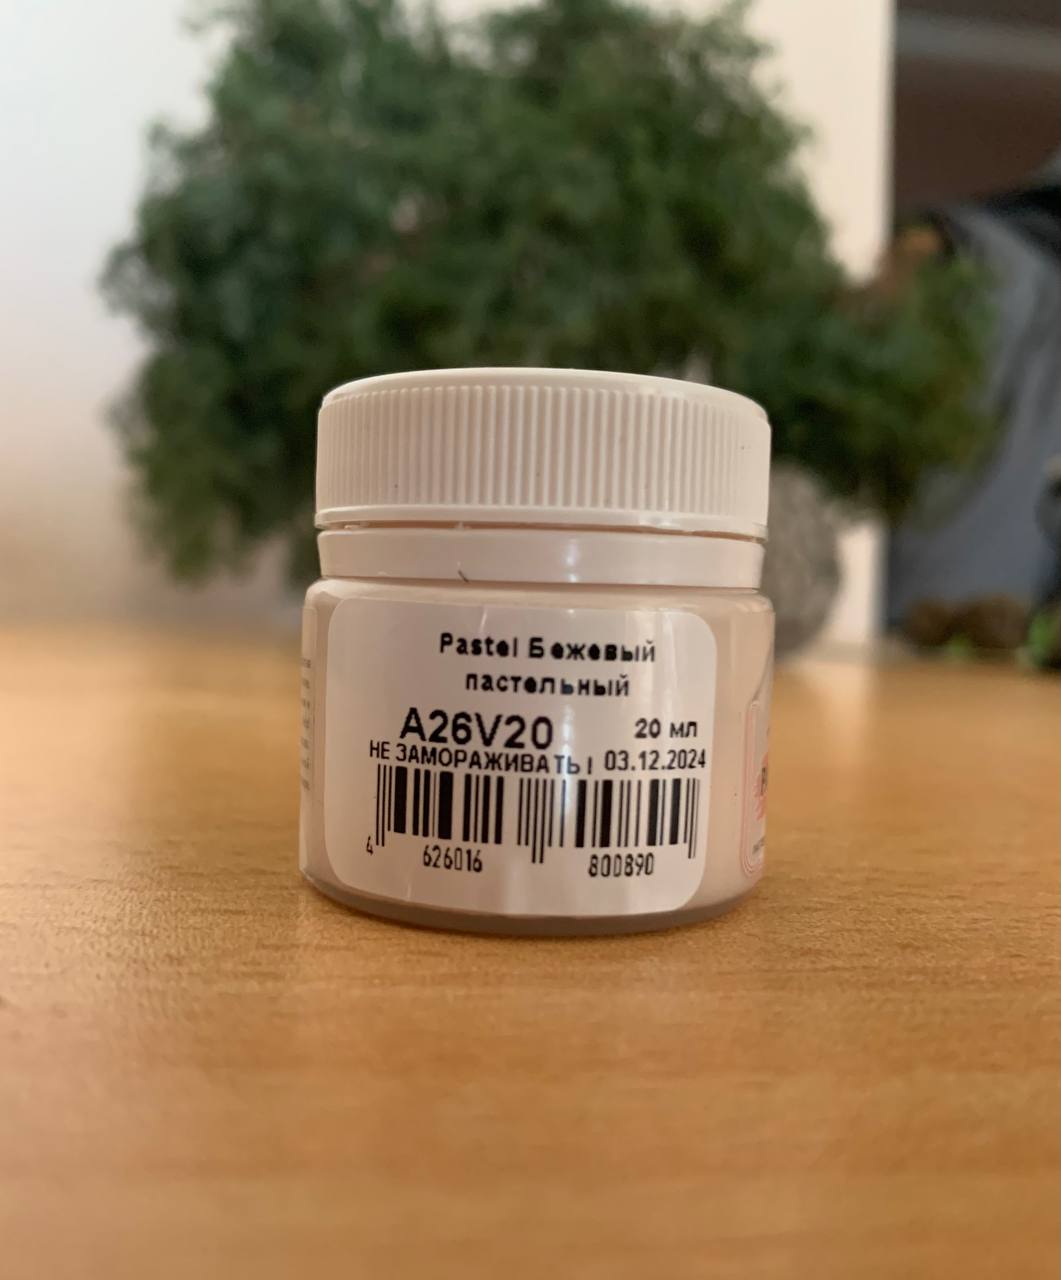 Pastel Бежевый
пастельный
A26V20 20 мл
НЕ ЗАМОРАЖИВАТЬ! 03.12.2024
4 626016 800890